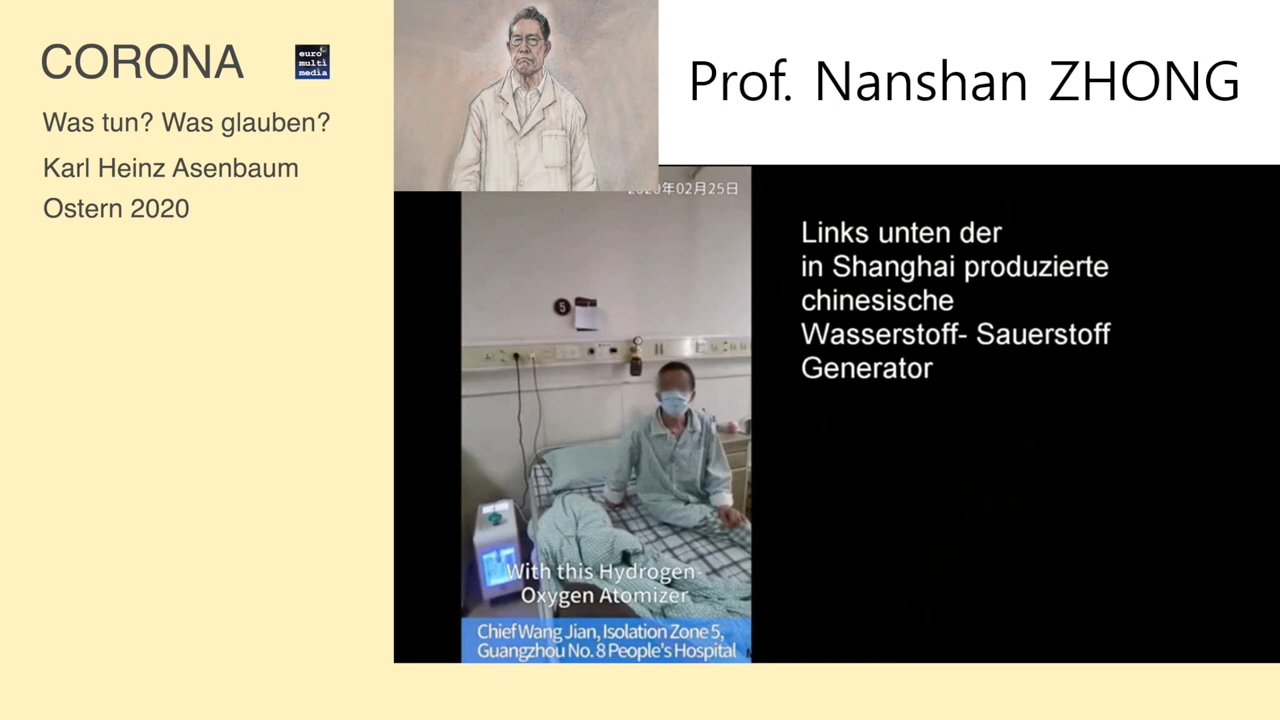 CORONA
euro
multi
media
Was tun? Was glauben?
Karl Heinz Asenbaum
Ostern 2020
Prof. Nanshan ZHONG
2020年02月25日
Links unten der
in Shanghai produzierte
chinesische
Wasserstoff- Sauerstoff
Generator
5
With this Hydrogen-
Oxygen Atomizer
Chief Wang Jian, Isolation Zone 5,
Guangzhou No. 8 People's Hospital